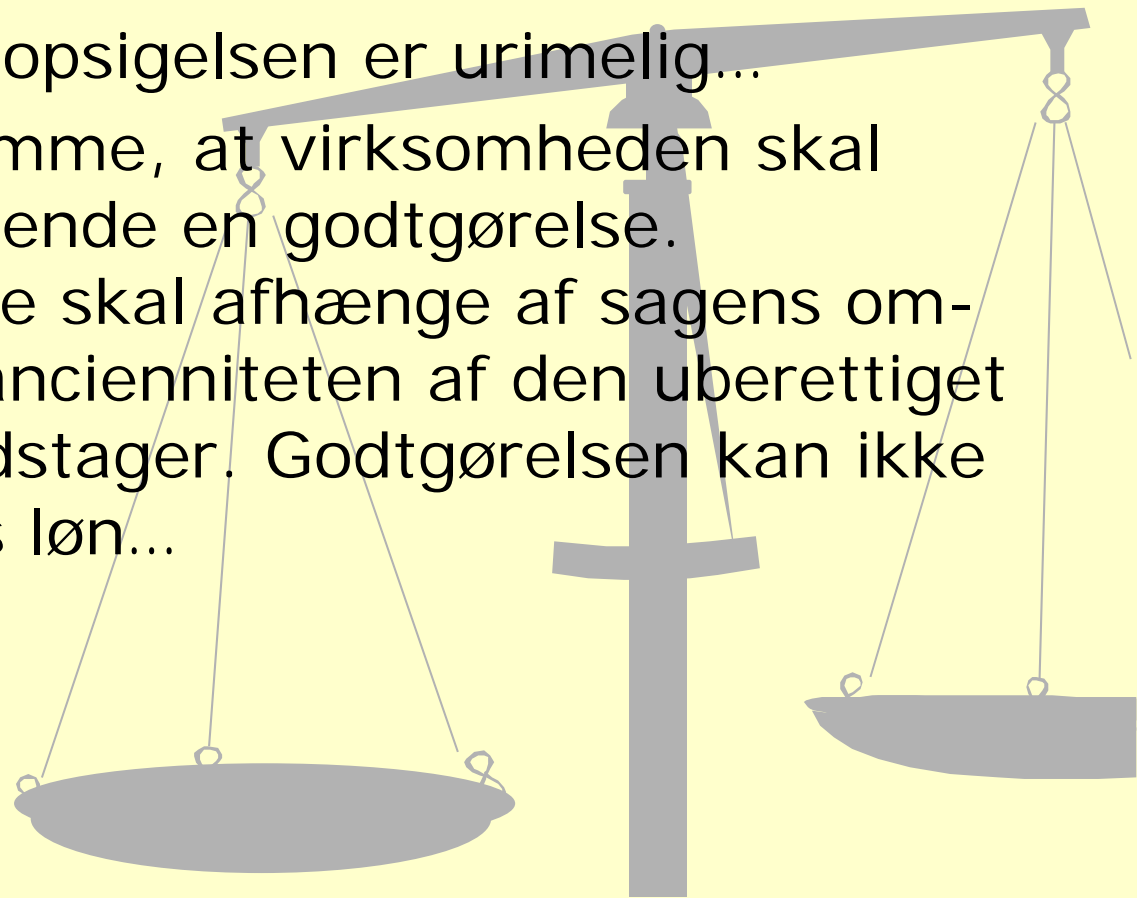 opsigelsen er urimelig...
mme, at virksomheden skal
ende en godtgørelse.
e skal afhænge af sagens om-
ancienniteten af den uberettiget
dstager. Godtgørelsen kan ikke
s løn...